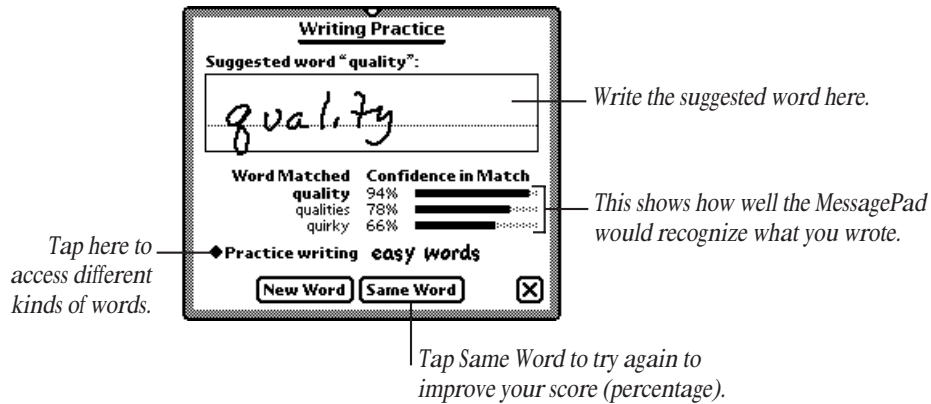 Writing Practice
Suggested word “quality”:
quality
Write the suggested word here.
Word Matched Confidence in Match
quality 94%
qualities 78%
quirky 66%
This shows how well the MessagePad
would recognize what you wrote.
Tap here to
access different
kinds of words.
Practice writing easy words
New Word Same Word
Tap Same Word to try again to
improve your score (percentage).